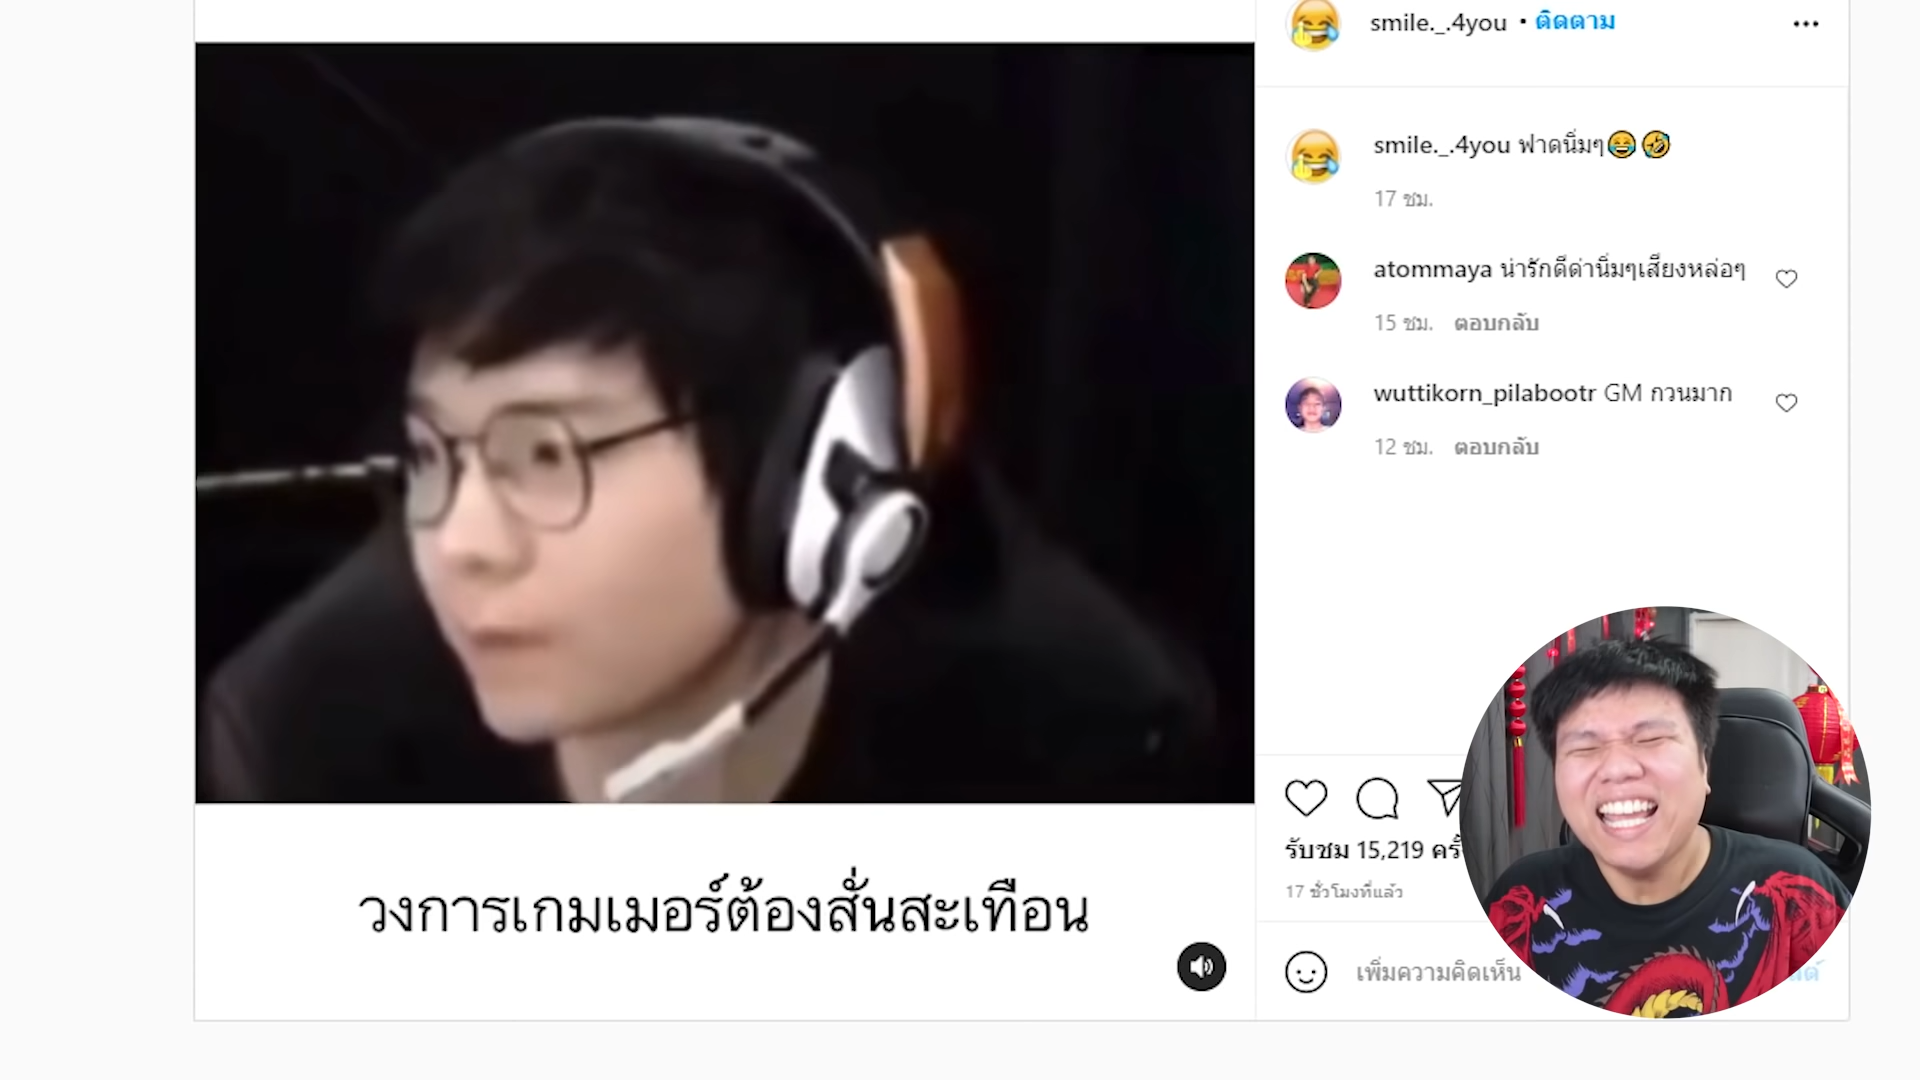 smile._.4you • ติดตาม
smile._.4you ฟาดนิ่มๆ😂🤣
17 ชม.
atommaya น่ารักดีด่านิ่มๆเสียงหล่อๆ
15 ชม. ตอบกลับ
wuttikorn_pilabootr GM กวนมาก
12 ชม. ตอบกลับ
รับชม 15,219
17 ชั่วโมงที่แล้ว
เพิ่มความคิดเห็น
วงการเกมเมอร์ต้องสั่นสะเทือน